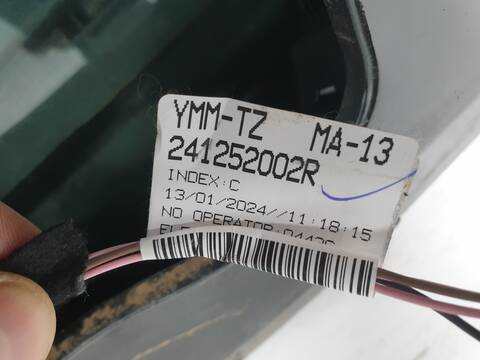 YMM-TZ MA-13
241252002R
INDEX:C
13/01/2024//11:18:15
NO OPERATOR